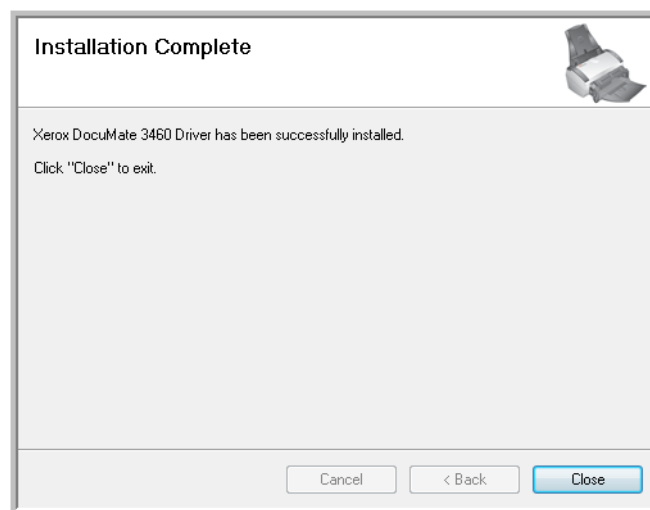 Installation Complete
Xerox DocuMate 3460 Driver has been successfully installed.
Click "Close" to exit.
Cancel
< Back
Close